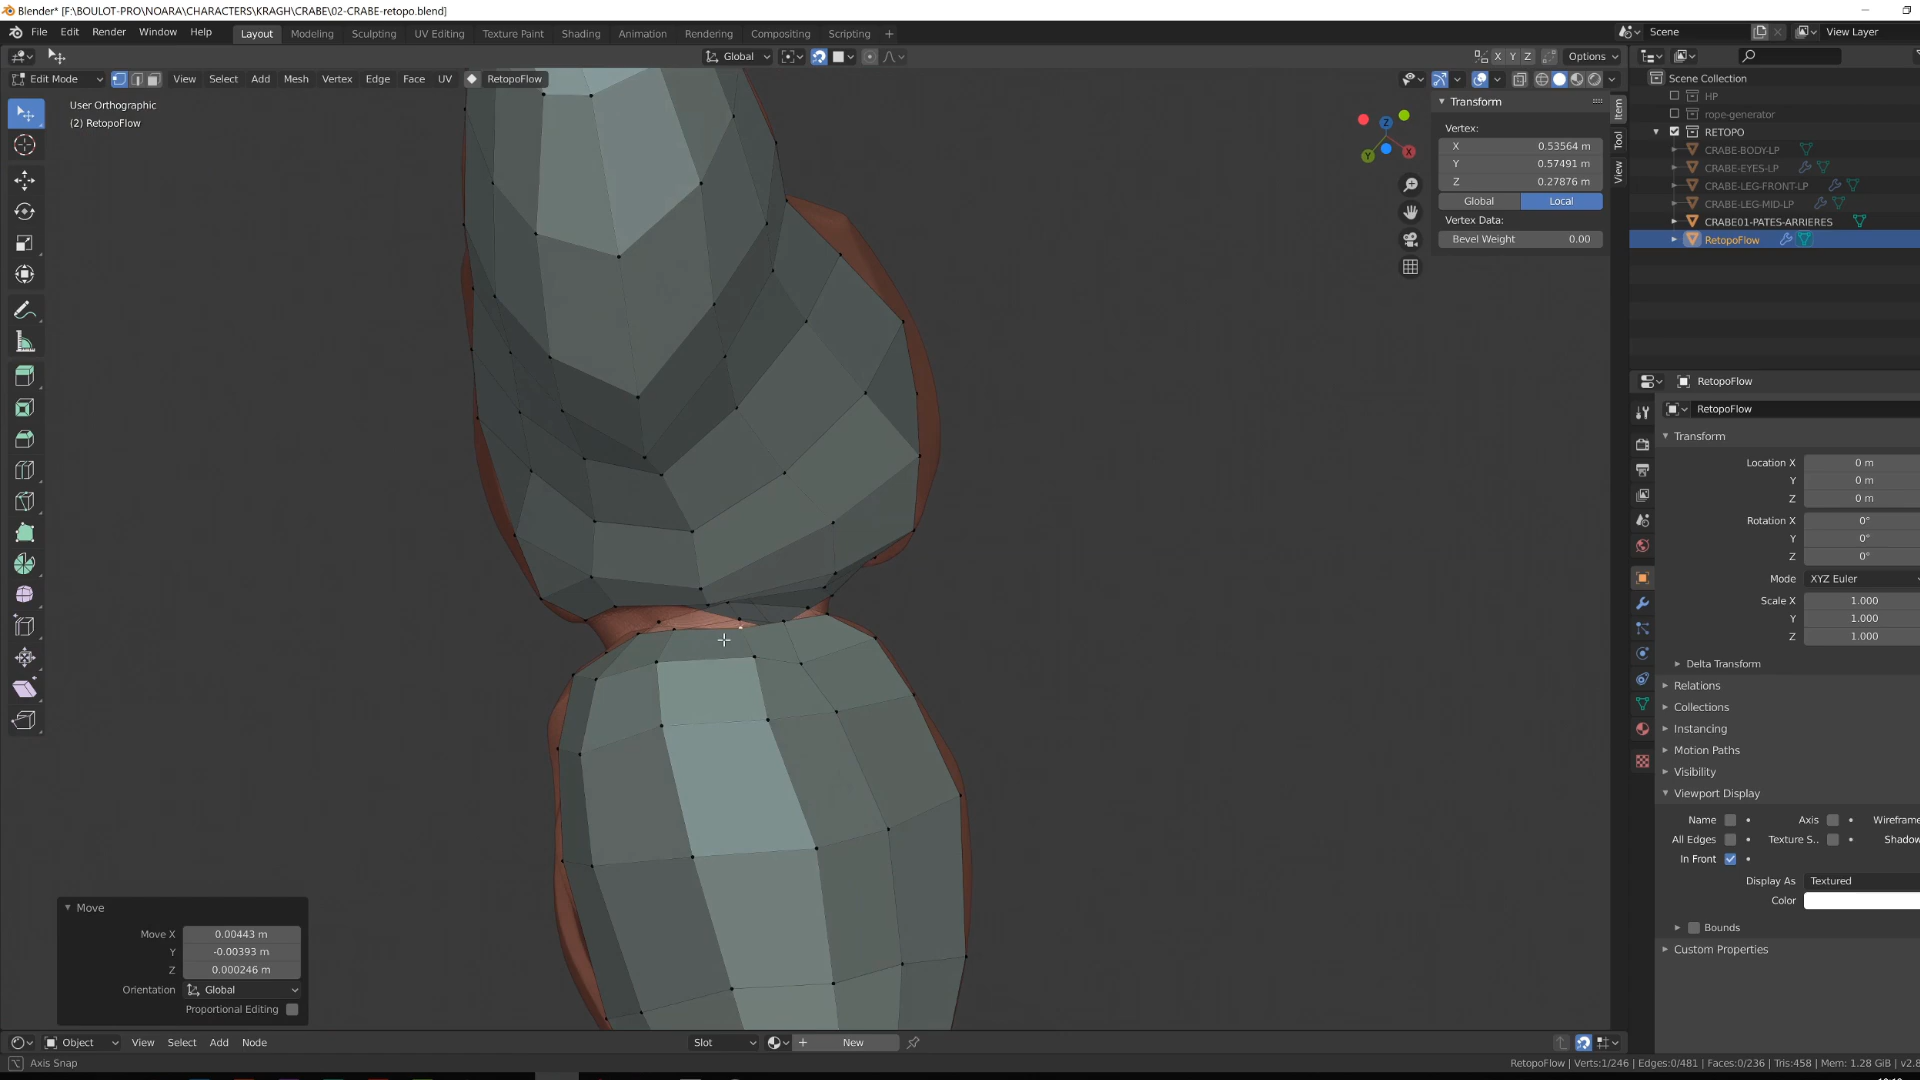 Blender* [F:\BOULOT-PRO\NOARA\CHARACTERS\KRAGH\CRABE\02-CRABE-retopo.blend]
File Edit Render Window Help Layout Modeling Sculpting UV Editing Texture Paint Shading Animation Rendering Compositing Scripting + Scene View Layer
Global X Y Z Options
Edit Mode View Select Add Mesh Vertex Edge Face UV RetopoFlow
User Orthographic
(2) RetopoFlow
Transform
Vertex:
X 0.53564 m
Y 0.57491 m
Z 0.27876 m
Global Local
Vertex Data:
Bevel Weight 0.00
Item
Tool
View
Z
X
Y
Scene Collection
HP
rope-generator
RETOPO
CRABE-BODY-LP
CRABE-EYES-LP
CRABE-LEG-FRONT-LP
CRABE-LEG-MID-LP
CRABE01-PATES-ARRIERES
RetopoFlow
RetopoFlow
RetopoFlow
Transform
Location X 0 m
Y 0 m
Z 0 m
Rotation X 0°
Y 0°
Z 0°
Mode XYZ Euler
Scale X 1.000
Y 1.000
Z 1.000
Delta Transform
Relations
Collections
Instancing
Motion Paths
Visibility
Viewport Display
Name Axis Wireframe
All Edges Texture S.. Shadow
In Front
Display As Textured
Color
Bounds
Custom Properties
Move
Move X 0.00443 m
Y -0.00393 m
Z 0.000246 m
Orientation Global
Proportional Editing
Object View Select Add Node Slot New
Axis Snap
RetopoFlow | Verts:1/246 | Edges:0/481 | Faces:0/236 | Tris:458 | Mem: 1.28 GiB | v2.8